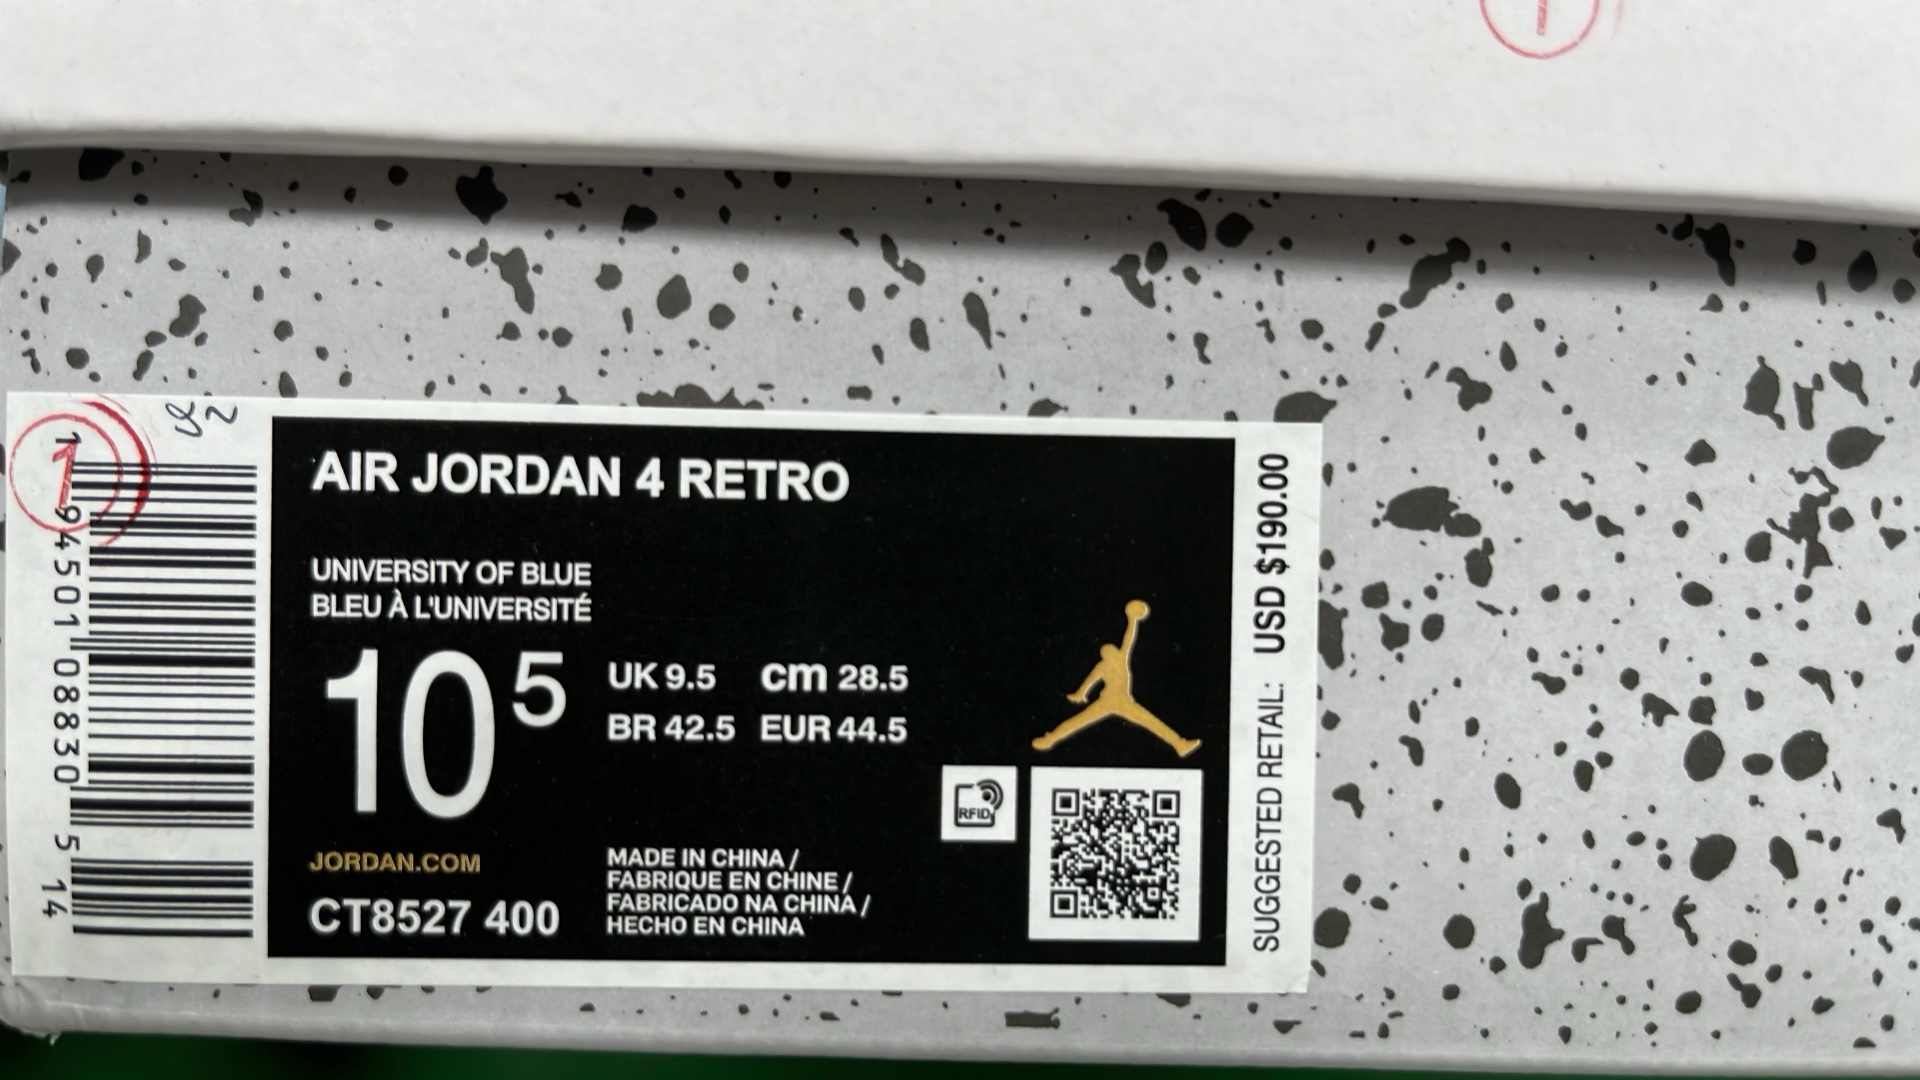 AIR JORDAN 4 RETRO
UNIVERSITY OF BLUE
BLEU À L'UNIVERSITÉ
10 5
UK 9.5 cm 28.5
BR 42.5 EUR 44.5
JORDAN.COM
CT8527 400
MADE IN CHINA /
FABRIQUE EN CHINE /
FABRICADO NA CHINA /
HECHO EN CHINA
RFID
SUGGESTED RETAIL: USD $190.00
1 94501 08830 5 14
1